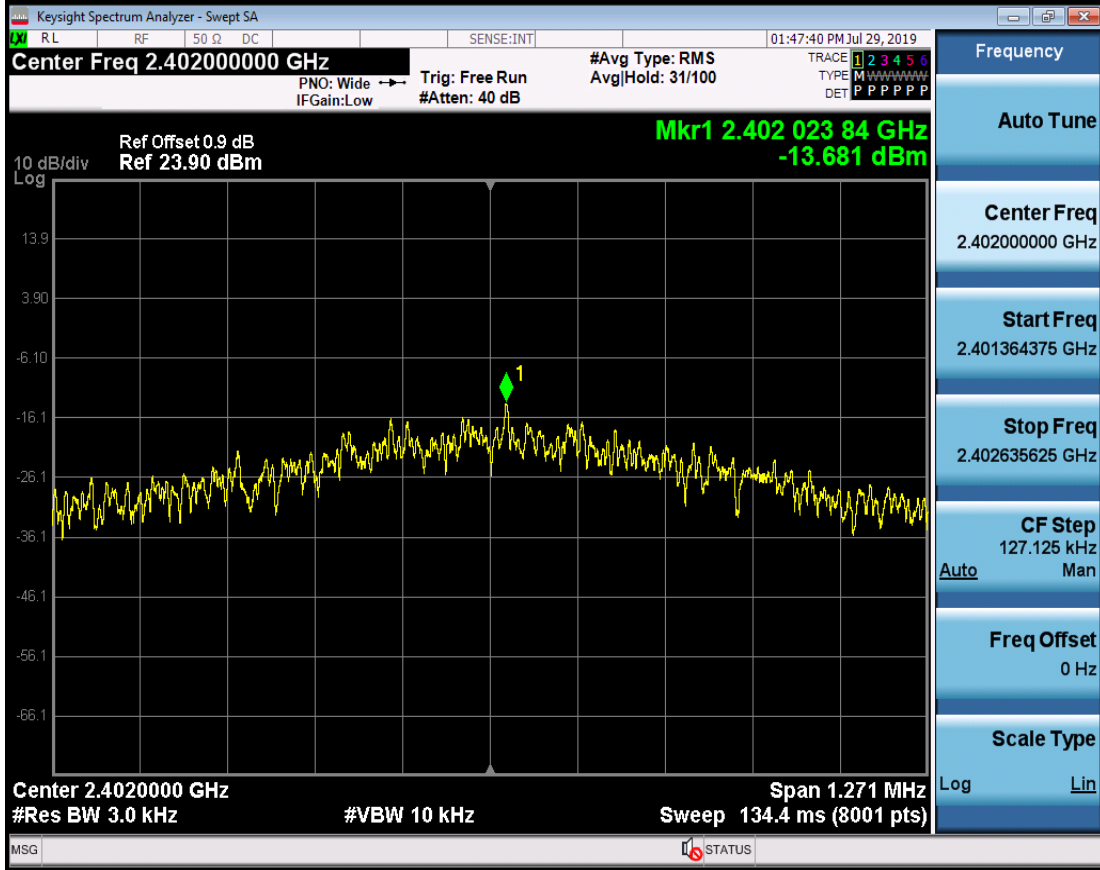 Keysight Spectrum Analyzer - Swept SA
LXI RL RF 50 Ω DC SENSE:INT 01:47:40 PM Jul 29, 2019
Center Freq 2.402000000 GHz
PNO: Wide
IFGain:Low
Trig: Free Run
#Atten: 40 dB
#Avg Type: RMS
Avg|Hold: 31/100
TRACE 1 2 3 4 5 6
TYPE M WWWWW
DET P P P P P P
Mkr1 2.402 023 84 GHz
-13.681 dBm
Ref Offset 0.9 dB
10 dB/div Ref 23.90 dBm
Log
13.9
3.90
-6.10
-16.1
-26.1
-36.1
-46.1
-56.1
-66.1
1
Center 2.4020000 GHz Span 1.271 MHz
#Res BW 3.0 kHz #VBW 10 kHz Sweep 134.4 ms (8001 pts)
MSG STATUS
Frequency
Auto Tune
Center Freq
2.402000000 GHz
Start Freq
2.401364375 GHz
Stop Freq
2.402635625 GHz
CF Step
127.125 kHz
Auto Man
Freq Offset
0 Hz
Scale Type
Log Lin